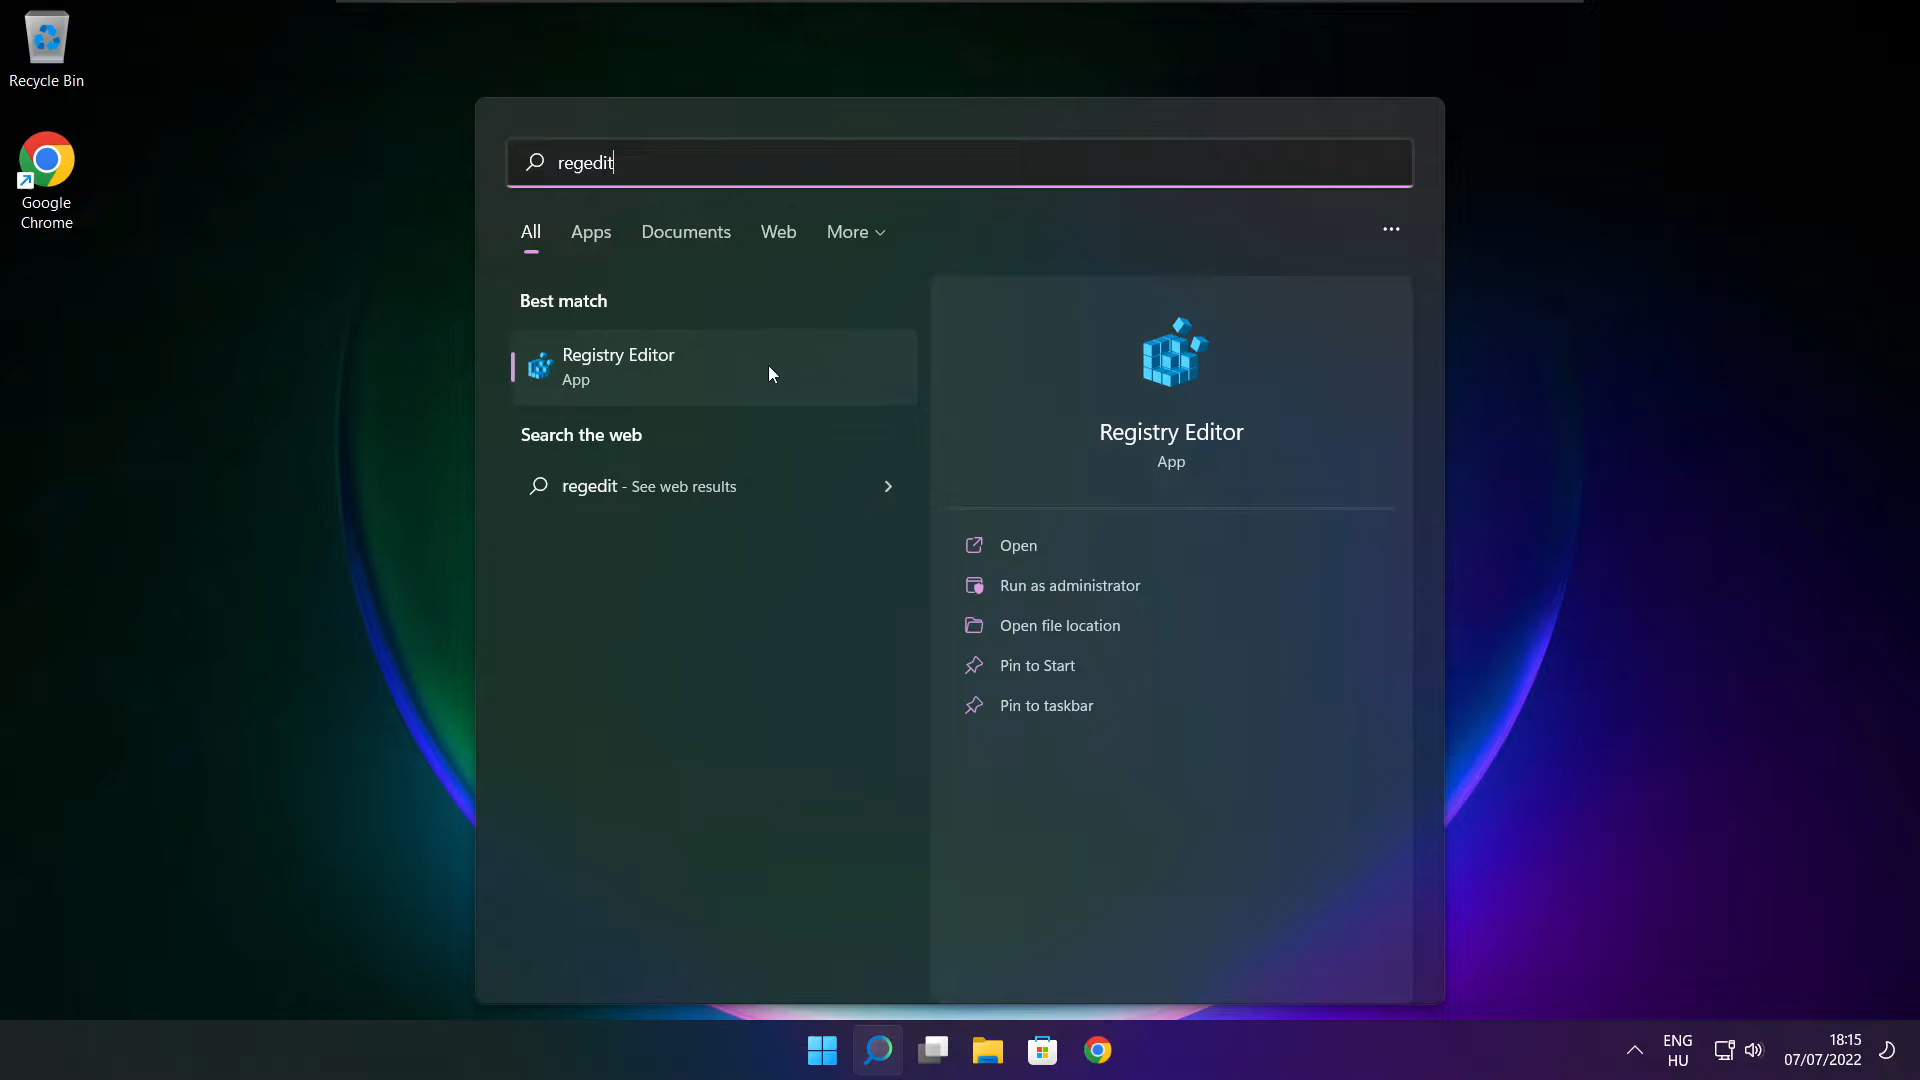 Recycle Bin
Google
Chrome
regedit
All Apps Documents Web More
Best match
Registry Editor
App
Search the web
regedit - See web results
Registry Editor
App
Open
Run as administrator
Open file location
Pin to Start
Pin to taskbar
ENG
HU
18:15
07/07/2022